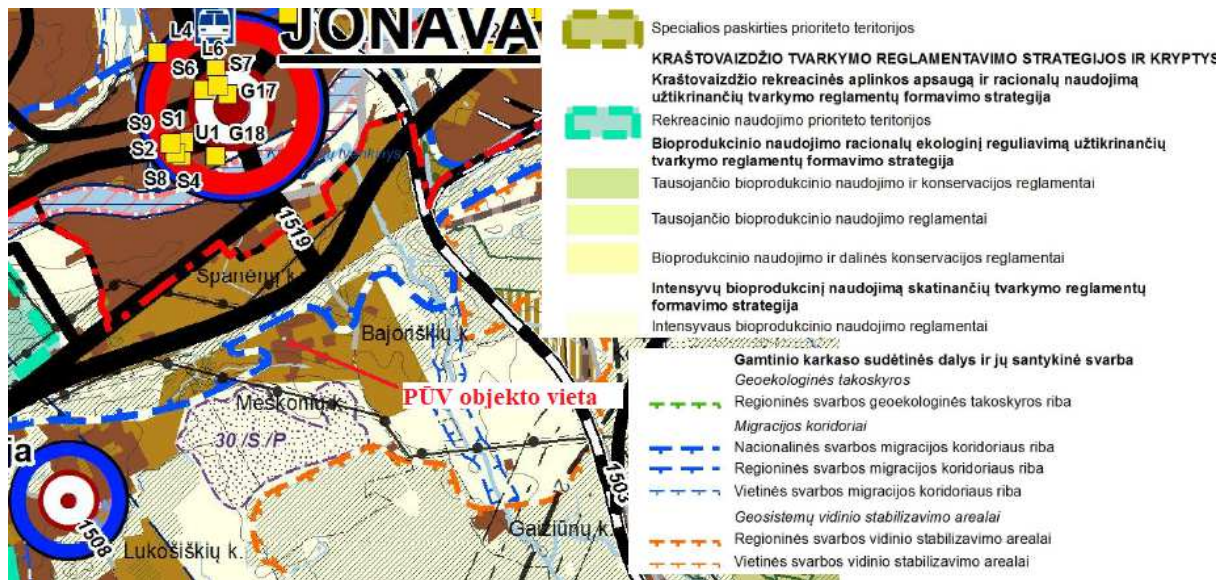 JONAVA
L4
L6
S6
S7
G17
S9
S1
U1
G18
S2
S8
S4
1519
Spanėnų k.
Bajoriškių k.
PŪV objekto vieta
Meškonių k.
30 /S /P
ja
1508
Lukošiškių k.
Gaižiūnų k.
1503
Specialios paskirties prioriteto teritorijos
KRAŠTOVAIZDŽIO TVARKYMO REGLAMENTAVIMO STRATEGIJOS IR KRYPTYS
Kraštovaizdžio rekreacinės aplinkos apsaugą ir racionalų naudojimą
užtikrinančių tvarkymo reglamentų formavimo strategija
Rekreacinio naudojimo prioriteto teritorijos
Bioprodukcinio naudojimo racionalų ekologinį reguliavimą užtikrinančių
tvarkymo reglamentų formavimo strategija
Tausojančio bioprodukcinio naudojimo ir konservacijos reglamentai
Tausojančio bioprodukcinio naudojimo reglamentai
Bioprodukcinio naudojimo ir dalinės konservacijos reglamentai
Intensyvų bioprodukcinį naudojimą skatinančių tvarkymo reglamentų
formavimo strategija
Intensyvaus bioprodukcinio naudojimo reglamentai
Gamtinio karkaso sudėtinės dalys ir jų santykinė svarba
Geoekologinės takoskyros
Regioninės svarbos geoekologinės takoskyros riba
Migracijos koridoriai
Nacionalinės svarbos migracijos koridoriaus riba
Regioninės svarbos migracijos koridoriaus riba
Vietinės svarbos migracijos koridoriaus riba
Geosistemų vidinio stabilizavimo arealai
Regioninės svarbos vidinio stabilizavimo arealai
Vietinės svarbos vidinio stabilizavimo arealai